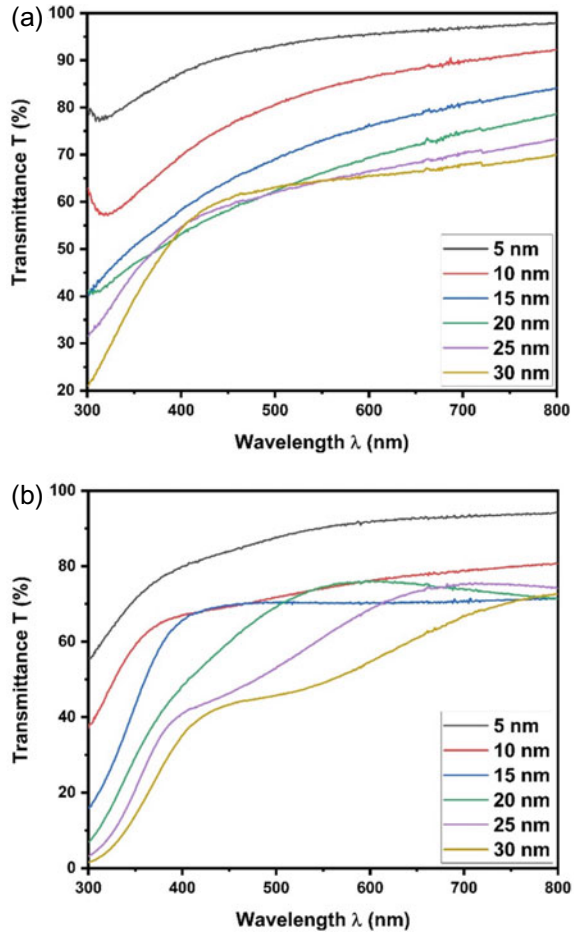 (a)
100
90
80
70
60
50
40
30
20
Transmittance T (%)
5 nm
10 nm
15 nm
20 nm
25 nm
30 nm
300 400 500 600 700 800
Wavelength λ (nm)
(b)
100
80
60
40
20
0
Transmittance T (%)
5 nm
10 nm
15 nm
20 nm
25 nm
30 nm
300 400 500 600 700 800
Wavelength λ (nm)